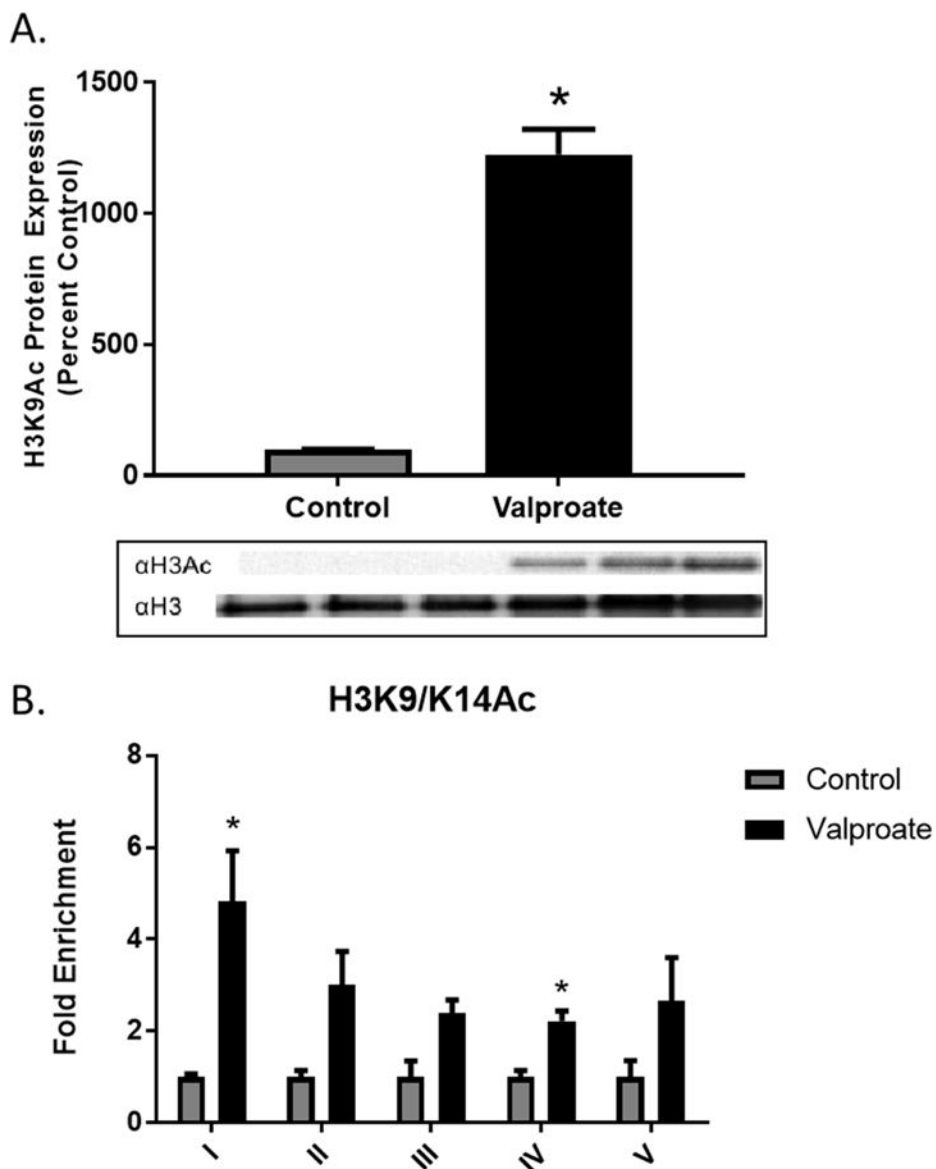 A.
H3K9Ac Protein Expression
(Percent Control)
1500
*
1000
500
0
Control
Valproate
αH3Ac
αH3
B.
H3K9/K14Ac
Fold Enrichment
8
6
4
2
0
*
*
Control
Valproate
I
II
III
IV
V